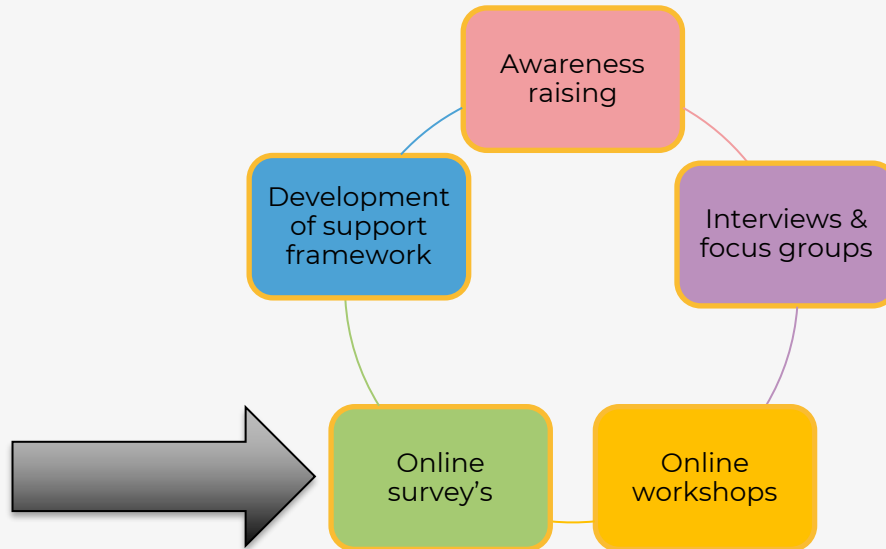 Awareness
raising
Development
of support
framework
Interviews &
focus groups
Online
survey's
Online
workshops